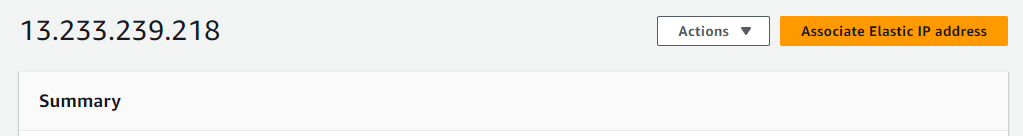 13.233.239.218
Actions
Associate Elastic IP address
Summary